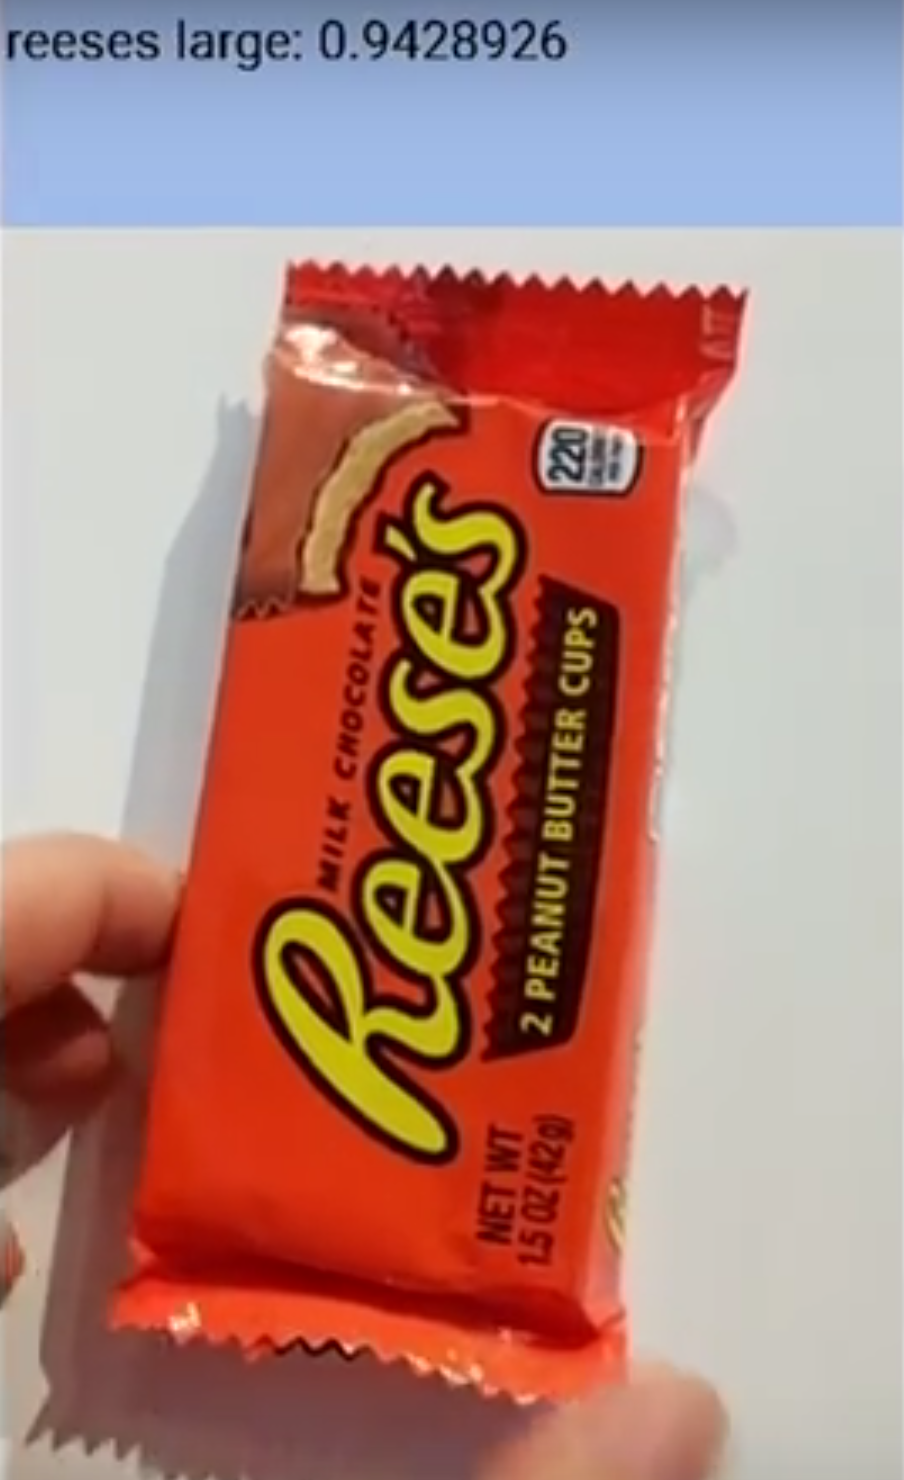 reeses large: 0.9428926
220
MILK CHOCOLATE
Reese's
2 PEANUT BUTTER CUPS
NET WT
1.5 OZ (42g)